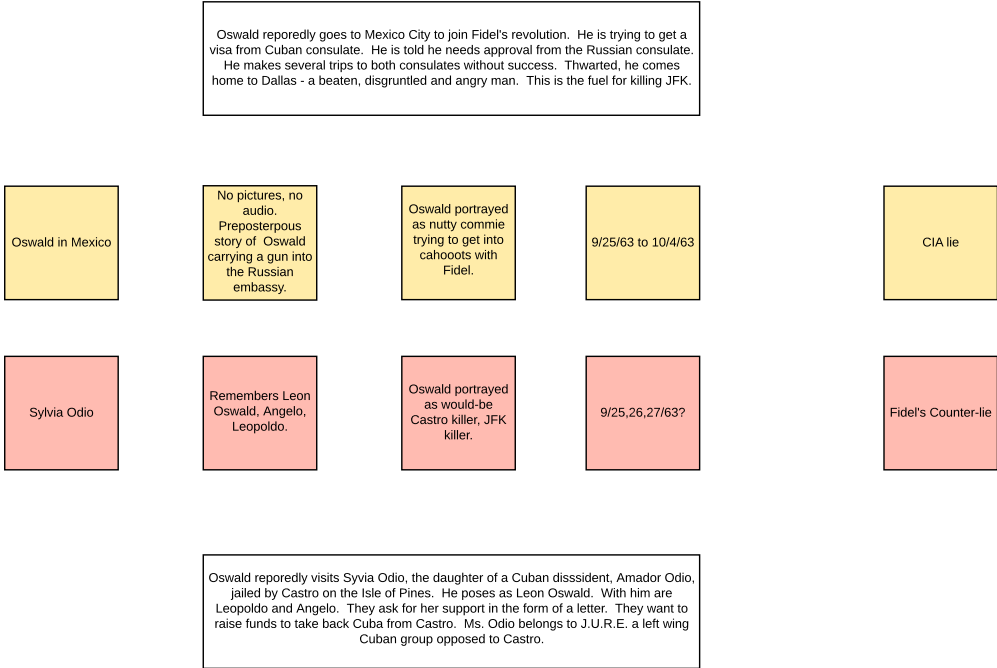 Oswald reporedly goes to Mexico City to join Fidel's revolution.  He is trying to get a
visa from Cuban consulate.  He is told he needs approval from the Russian consulate.
He makes several trips to both consulates without success.  Thwarted, he comes
home to Dallas - a beaten, disgruntled and angry man.  This is the fuel for killing JFK.
Oswald in Mexico
No pictures, no
audio.
Preposterpous
story of  Oswald
carrying a gun into
the Russian
embassy.
Oswald portrayed
as nutty commie
trying to get into
cahooots with
Fidel.
9/25/63 to 10/4/63
CIA lie
Sylvia Odio
Remembers Leon
Oswald, Angelo,
Leopoldo.
Oswald portrayed
as would-be
Castro killer, JFK
killer.
9/25,26,27/63?
Fidel's Counter-lie
Oswald reporedly visits Syvia Odio, the daughter of a Cuban disssident, Amador Odio,
jailed by Castro on the Isle of Pines.  He poses as Leon Oswald.  With him are
Leopoldo and Angelo.  They ask for her support in the form of a letter.  They want to
raise funds to take back Cuba from Castro.  Ms. Odio belongs to J.U.R.E. a left wing
Cuban group opposed to Castro.